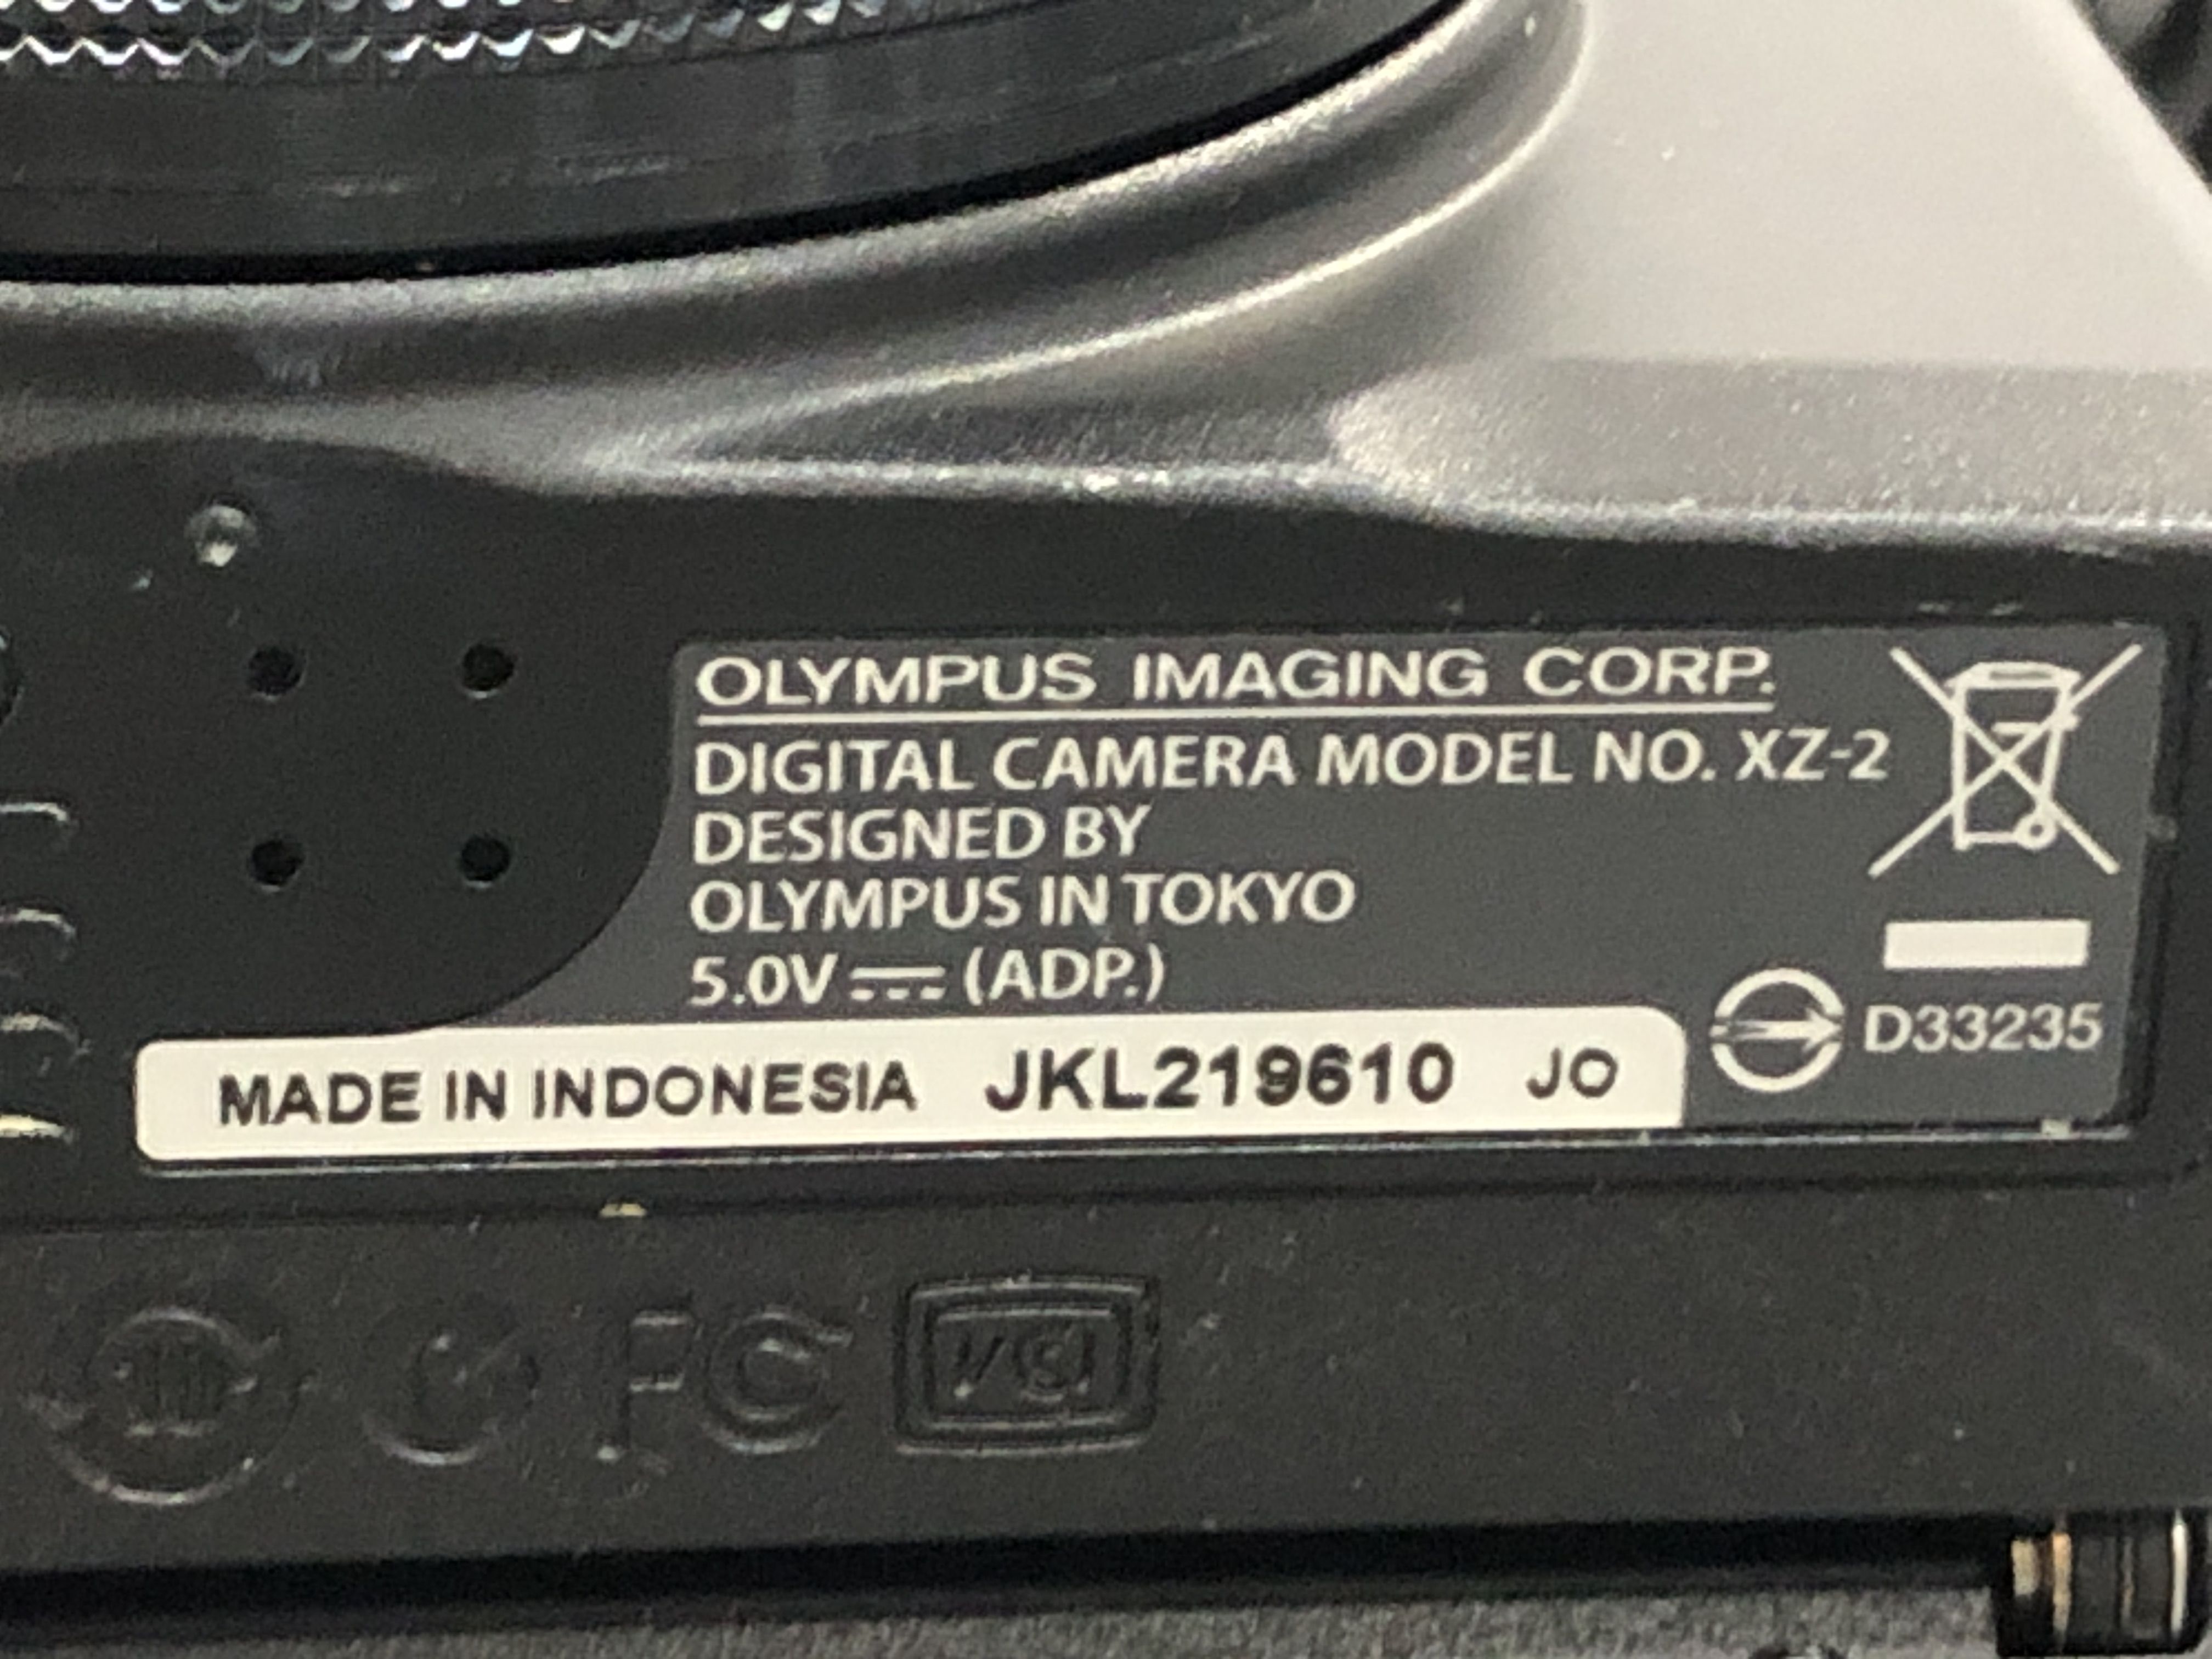 OLYMPUS IMAGING CORP.
DIGITAL CAMERA MODEL NO. XZ-2
DESIGNED BY
OLYMPUS IN TOKYO
5.0V⎓(ADP.)
D33235
MADE IN INDONESIA JKL219610 JO
FC